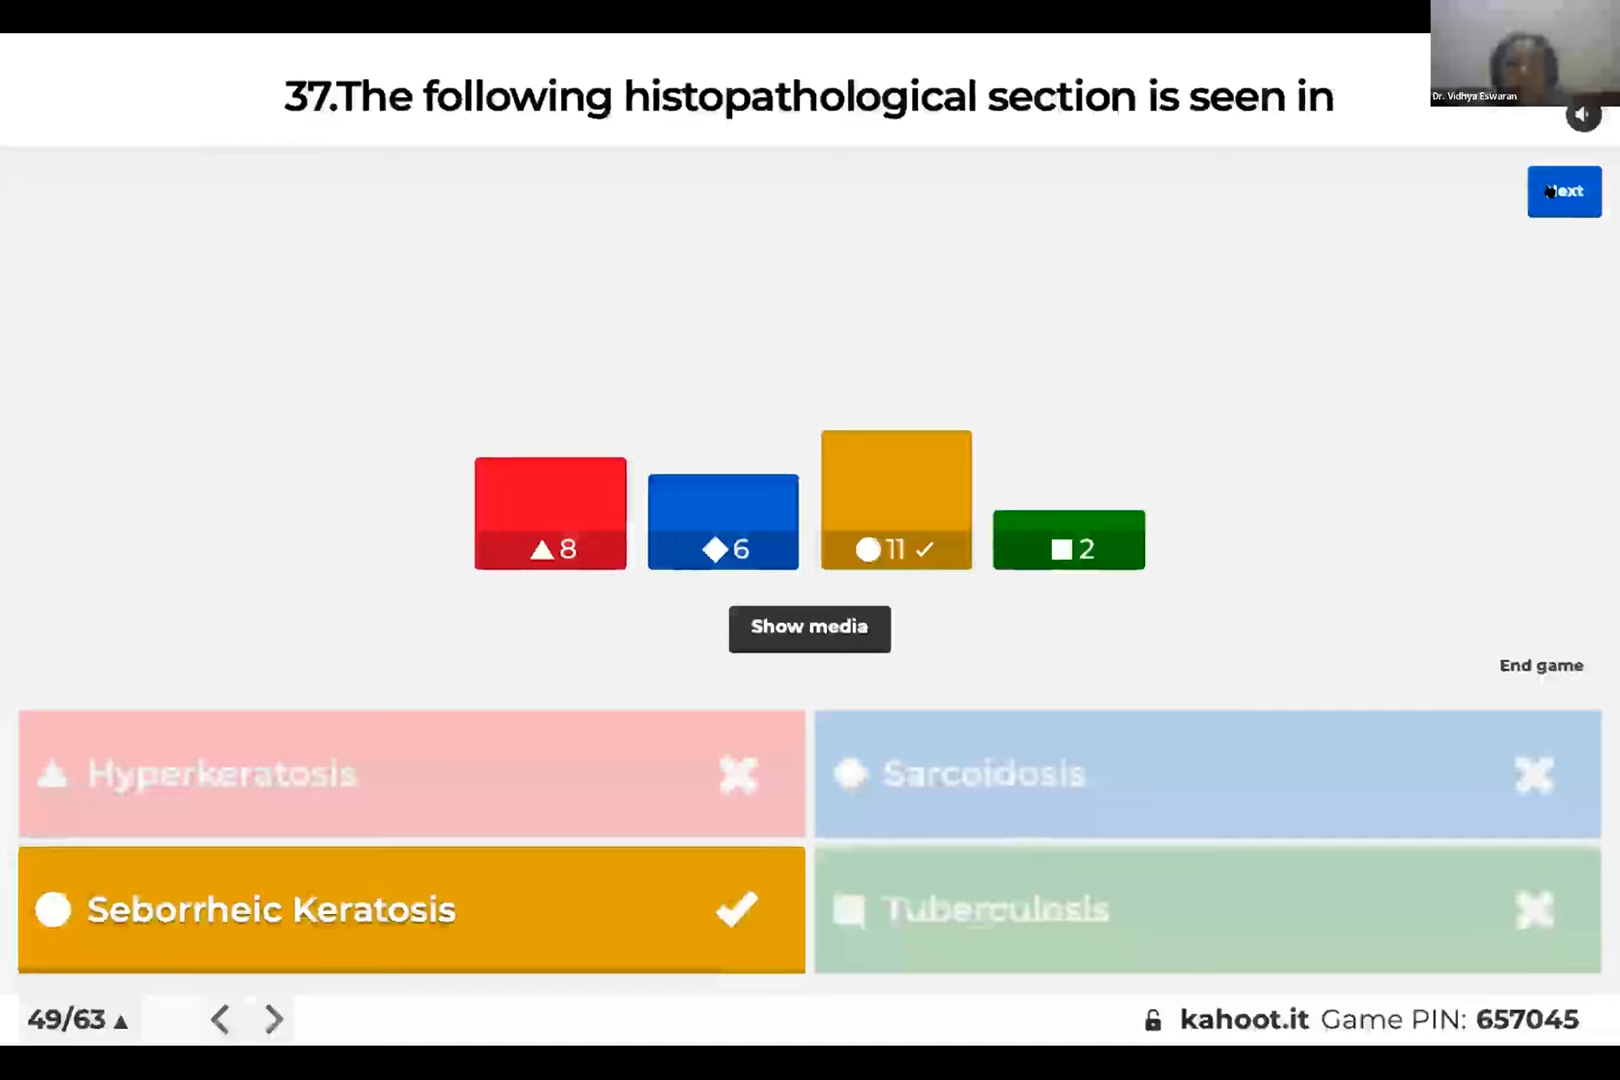 37.The following histopathological section is seen in
Dr. Vidhya Eswaran
Next
8
6
11
2
Show media
End game
Hyperkeratosis
Sarcoidosis
Seborrheic Keratosis
Tuberculosis
49/63
kahoot.it Game PIN: 657045